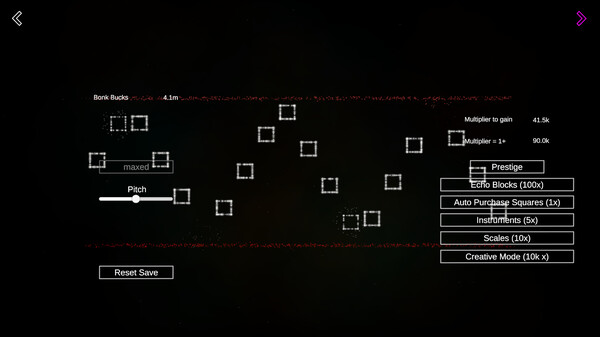 Bonk Bucks 4.1m
Multiplier to gain 41.5k
Multiplier = 1+ 90.0k
maxed
Prestige
Echo Blocks (100x)
Pitch
Auto Purchase Squares (1x)
Instruments (5x)
Scales (10x)
Creative Mode (10k x)
Reset Save